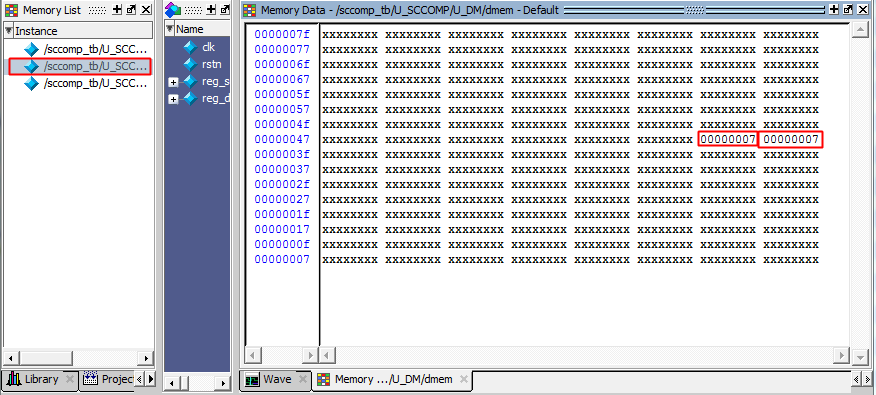 Memory List
Instance
/sccomp_tb/U_SCC...
/sccomp_tb/U_SCC...
/sccomp_tb/U_SCC...
Library
Project
Name
clk
rstn
reg_s
reg_d
Memory Data - /sccomp_tb/U_SCCOMP/U_DM/dmem - Default
0000007f xxxxxxxx xxxxxxxx xxxxxxxx xxxxxxxx xxxxxxxx xxxxxxxx xxxxxxxx xxxxxxxx
00000077 xxxxxxxx xxxxxxxx xxxxxxxx xxxxxxxx xxxxxxxx xxxxxxxx xxxxxxxx xxxxxxxx
0000006f xxxxxxxx xxxxxxxx xxxxxxxx xxxxxxxx xxxxxxxx xxxxxxxx xxxxxxxx xxxxxxxx
00000067 xxxxxxxx xxxxxxxx xxxxxxxx xxxxxxxx xxxxxxxx xxxxxxxx xxxxxxxx xxxxxxxx
0000005f xxxxxxxx xxxxxxxx xxxxxxxx xxxxxxxx xxxxxxxx xxxxxxxx xxxxxxxx xxxxxxxx
00000057 xxxxxxxx xxxxxxxx xxxxxxxx xxxxxxxx xxxxxxxx xxxxxxxx xxxxxxxx xxxxxxxx
0000004f xxxxxxxx xxxxxxxx xxxxxxxx xxxxxxxx xxxxxxxx xxxxxxxx xxxxxxxx xxxxxxxx
00000047 xxxxxxxx xxxxxxxx xxxxxxxx xxxxxxxx xxxxxxxx xxxxxxxx 00000007 00000007
0000003f xxxxxxxx xxxxxxxx xxxxxxxx xxxxxxxx xxxxxxxx xxxxxxxx xxxxxxxx xxxxxxxx
00000037 xxxxxxxx xxxxxxxx xxxxxxxx xxxxxxxx xxxxxxxx xxxxxxxx xxxxxxxx xxxxxxxx
0000002f xxxxxxxx xxxxxxxx xxxxxxxx xxxxxxxx xxxxxxxx xxxxxxxx xxxxxxxx xxxxxxxx
00000027 xxxxxxxx xxxxxxxx xxxxxxxx xxxxxxxx xxxxxxxx xxxxxxxx xxxxxxxx xxxxxxxx
0000001f xxxxxxxx xxxxxxxx xxxxxxxx xxxxxxxx xxxxxxxx xxxxxxxx xxxxxxxx xxxxxxxx
00000017 xxxxxxxx xxxxxxxx xxxxxxxx xxxxxxxx xxxxxxxx xxxxxxxx xxxxxxxx xxxxxxxx
0000000f xxxxxxxx xxxxxxxx xxxxxxxx xxxxxxxx xxxxxxxx xxxxxxxx xxxxxxxx xxxxxxxx
00000007 xxxxxxxx xxxxxxxx xxxxxxxx xxxxxxxx xxxxxxxx xxxxxxxx xxxxxxxx xxxxxxxx
Wave
Memory .../U_DM/dmem